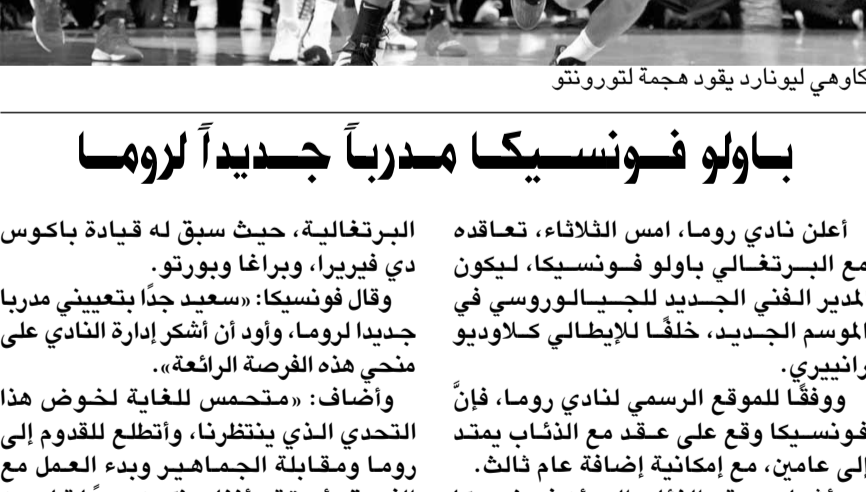 كاوهي ليونارد يقود هجمة لتورونتو
باولو فونسيكا مدرباً جديداً لروما
أعلن نادي روما، امس الثلاثاء، تعاقده
مع البرتغالي باولو فونسيكا، ليكون
المدير الفني الجديد للجيالوروسي في
الموسم الجديد، خلفًا للإيطالي كلاوديو
رانييري.
ووفقًا للموقع الرسمي لنادي روما، فإنَّ
فونسيكا وقع على عقد مع الذئاب يمتد
إلى عامين، مع إمكانية إضافة عام ثالث.
البرتغالية، حيث سبق له قيادة باكوس
دي فيريرا، وبراغا وبورتو.
وقال فونسيكا: «سعيد جدًا بتعييني مدربا
جديدا لروما، وأود أن أشكر إدارة النادي على
منحي هذه الفرصة الرائعة».
وأضاف: «متحمس للغاية لخوض هذا
التحدي الذي ينتظرنا، وأتطلع للقدوم إلى
روما ومقابلة الجماهير وبدء العمل مع